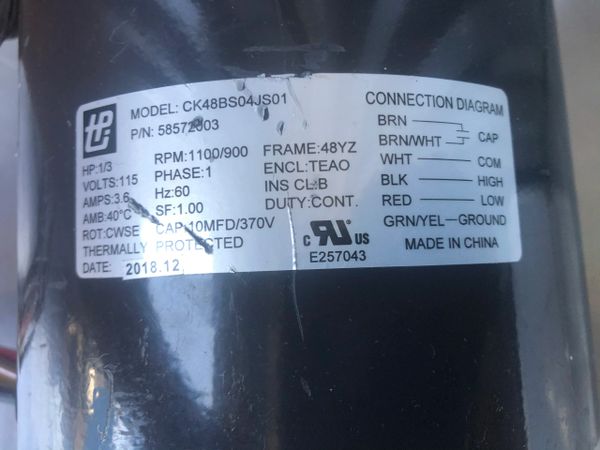 MODEL: CK48BS04JS01
P/N: 58572003
HP:1/3
VOLTS:115
AMPS:3.6
AMB:40°C
ROT:CWSE
THERMALLY PROTECTED
DATE: 2018.12
RPM:1100/900
PHASE:1
Hz:60
SF:1.00
CAP:10MFD/370V
FRAME:48YZ
ENCL:TEAO
INS CL:B
DUTY:CONT.
C US
E257043
CONNECTION DIAGRAM
BRN
BRN/WHT CAP
WHT COM
BLK HIGH
RED LOW
GRN/YEL—GROUND
MADE IN CHINA